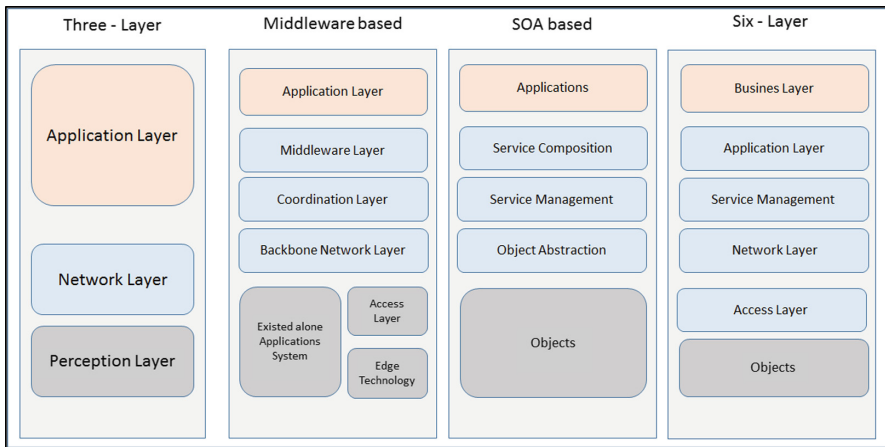 Three - Layer
Application Layer
Network Layer
Perception Layer
Middleware based
Application Layer
Middleware Layer
Coordination Layer
Backbone Network Layer
Existed alone
Applications
System
Access
Layer
Edge
Technology
SOA based
Applications
Service Composition
Service Management
Object Abstraction
Objects
Six - Layer
Busines Layer
Application Layer
Service Management
Network Layer
Access Layer
Objects